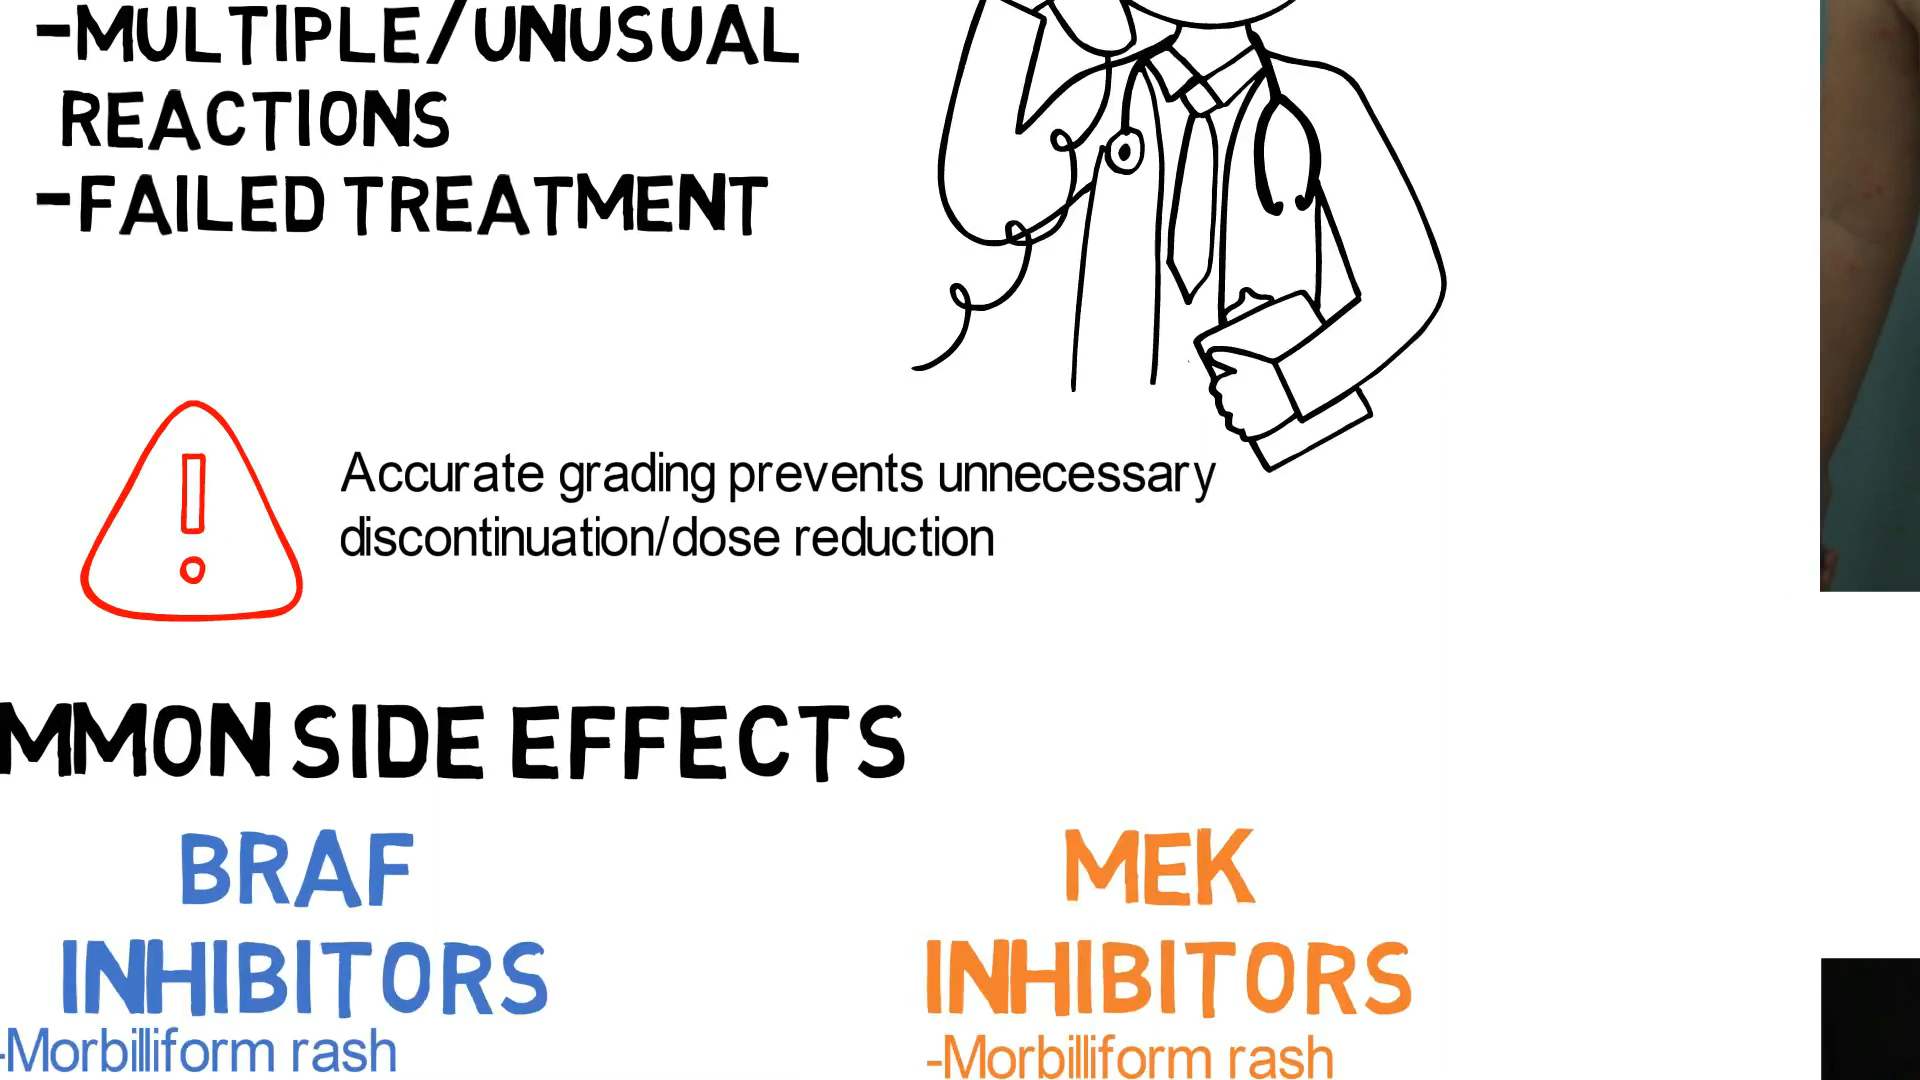 -MULTIPLE/UNUSUAL
REACTIONS
-FAILED TREATMENT
Accurate grading prevents unnecessary
discontinuation/dose reduction
MMON SIDE EFFECTS
BRAF
INHIBITORS
-Morbilliform rash
MEK
INHIBITORS
-Morbilliform rash